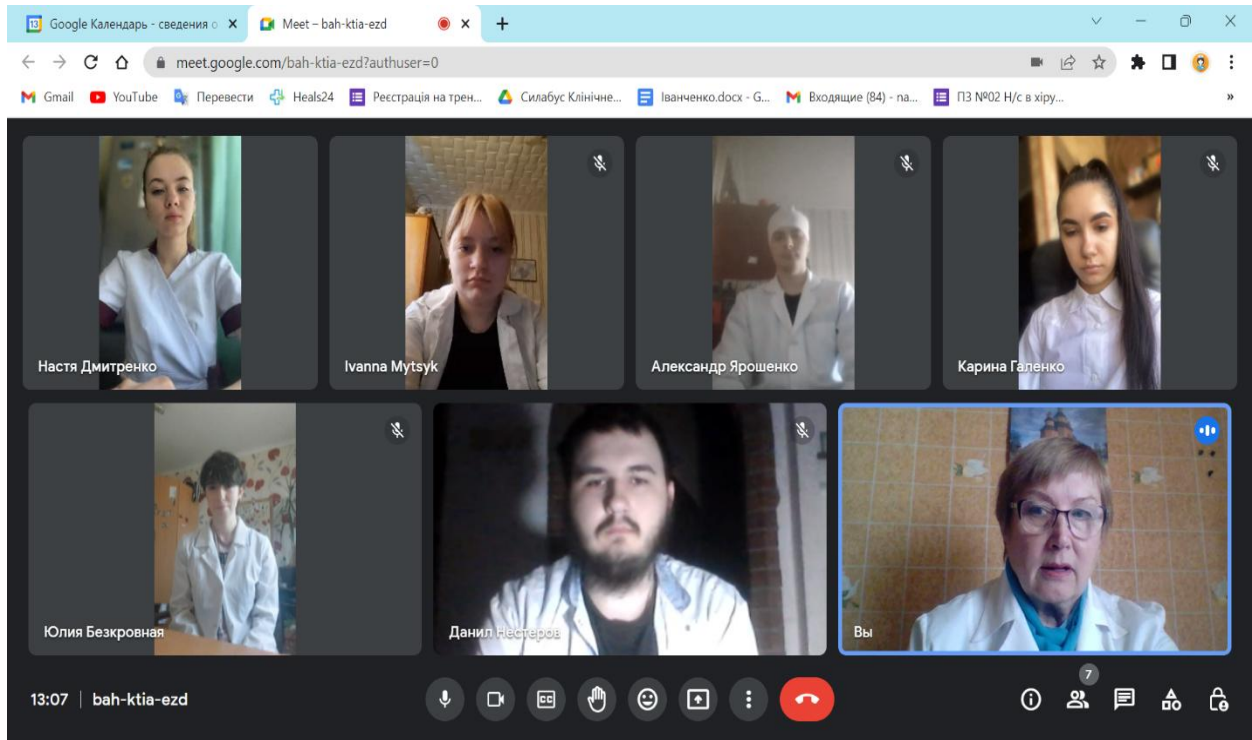 Google Календарь - сведения о
Meet – bah-ktia-ezd
meet.google.com/bah-ktia-ezd?authuser=0
Gmail
YouTube
Перевести
Heals24
Реєстрація на трен...
Силабус Клінічне...
Іванченко.docx - G...
Входящие (84) - na...
ПЗ №02 Н/с в хіру...
Настя Дмитренко
Ivanna Mytsyk
Александр Ярошенко
Карина Галенко
Юлия Безкровная
Данил Нестеров
Вы
13:07 | bah-ktia-ezd
CC
7